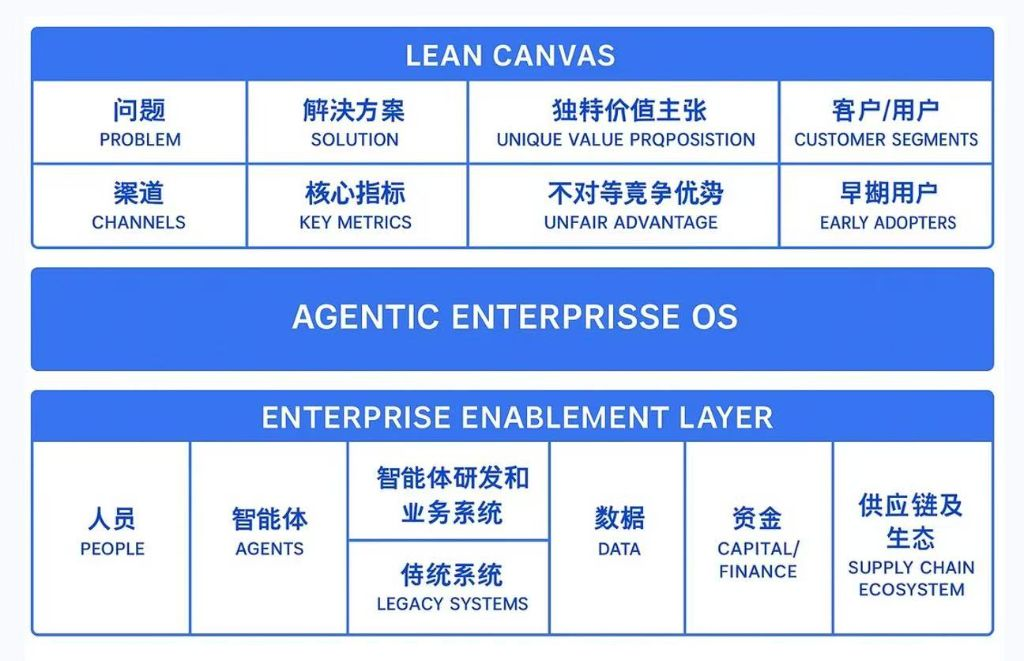 LEAN CANVAS
问题
PROBLEM
解决方案
SOLUTION
独特价值主张
UNIQUE VALUE PRQPOSISTION
客户/用户
CUSTOMER SEGMENTS
渠道
CHANNELS
核心指标
KEY METRICS
不对等竞争优势
UNFAIR ADVANTAGE
早期用户
EARLY ADOPTERS
AGENTIC ENTERPRISSE OS
ENTERPRISE ENABLEMENT LAYER
人员
PEOPLE
智能体
AGENTS
智能体研发和
业务系统
侍统系统
LEGACY SYSTEMS
数据
DATA
资金
CAPITAL/
FINANCE
供应链及
生态
SUPPLY CHAIN
ECOSYSTEM